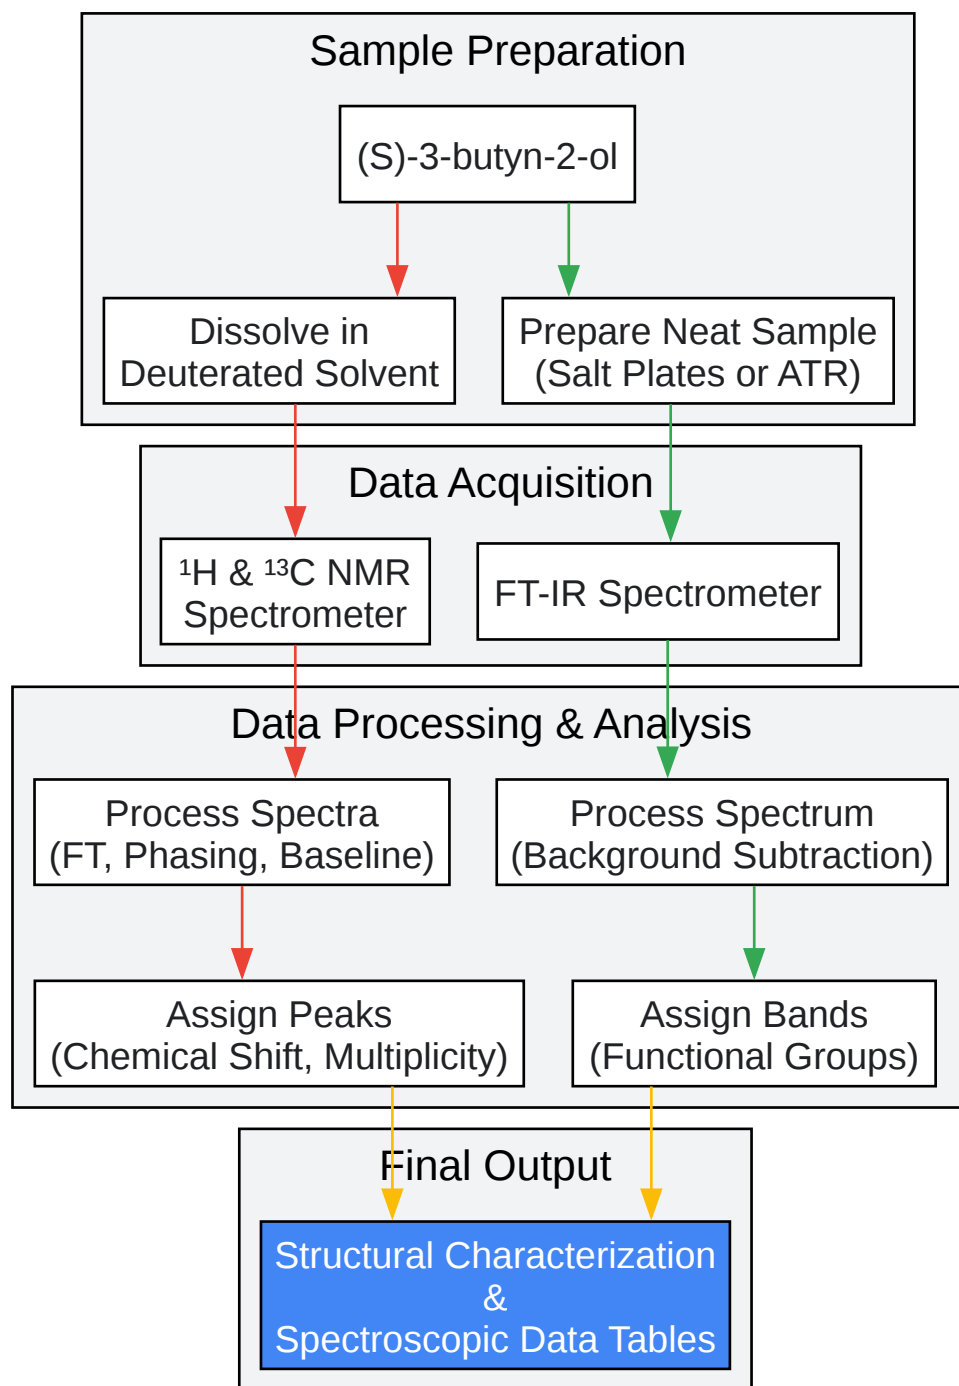 Sample Preparation
(S)-3-butyn-2-ol
Dissolve in
Deuterated Solvent
Prepare Neat Sample
(Salt Plates or ATR)
Data Acquisition
¹H & ¹³C NMR
Spectrometer
FT-IR Spectrometer
Data Processing & Analysis
Process Spectra
(FT, Phasing, Baseline)
Process Spectrum
(Background Subtraction)
Assign Peaks
(Chemical Shift, Multiplicity)
Assign Bands
(Functional Groups)
Final Output
Structural Characterization
&
Spectroscopic Data Tables